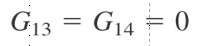 G₁₃ = G₁₄ = 0